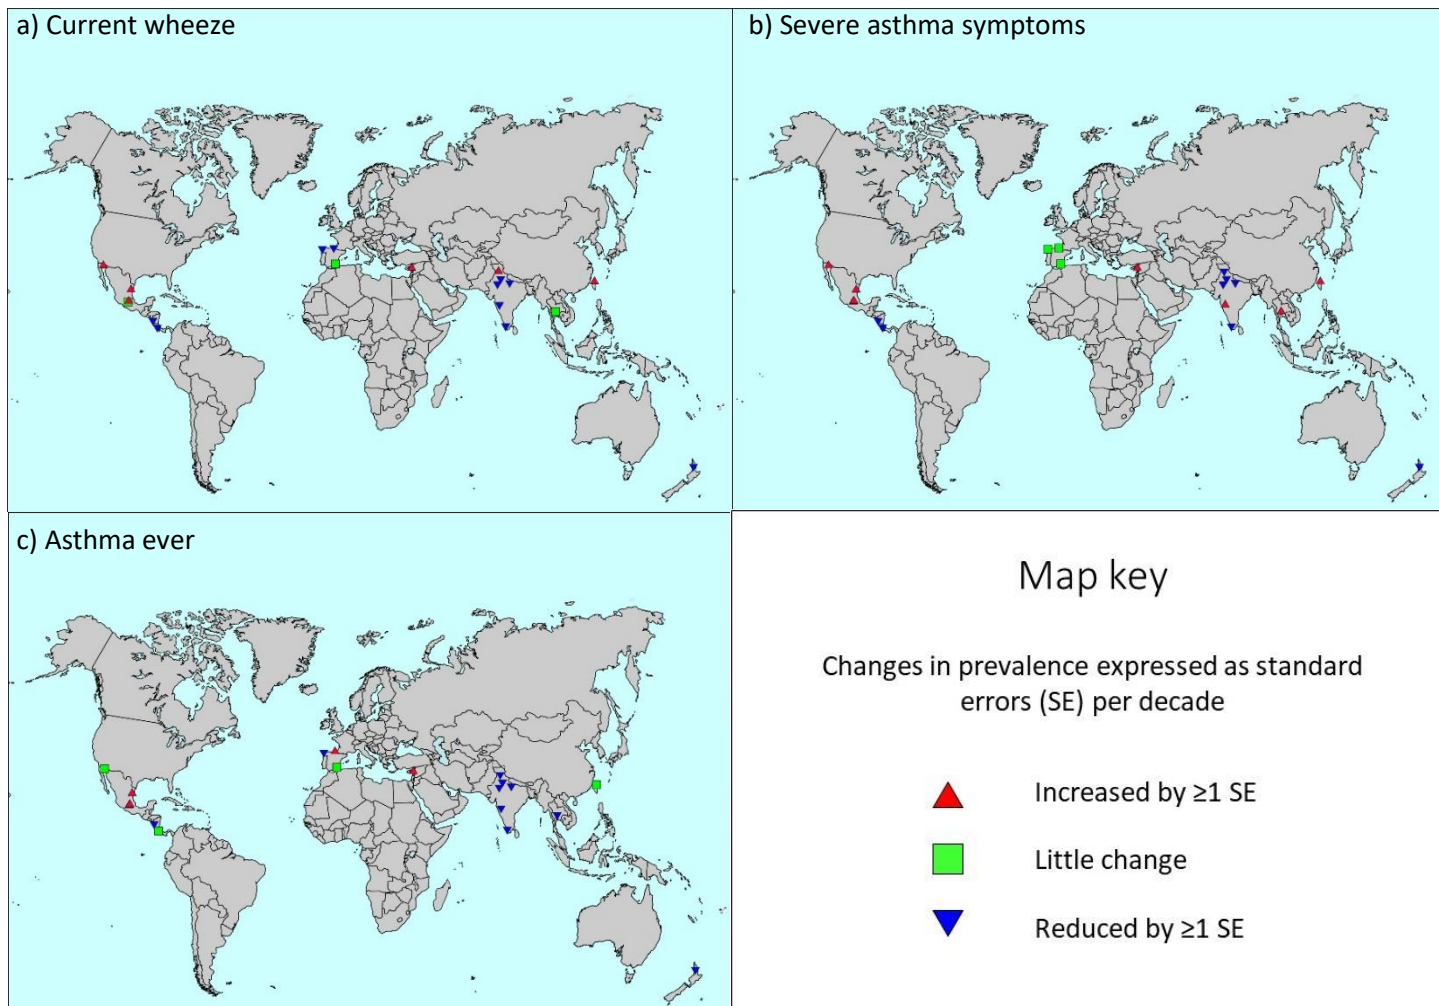 a) Current wheeze
b) Severe asthma symptoms
c) Asthma ever
Map key
Changes in prevalence expressed as standard
errors (SE) per decade
Increased by ≥1 SE
Little change
Reduced by ≥1 SE